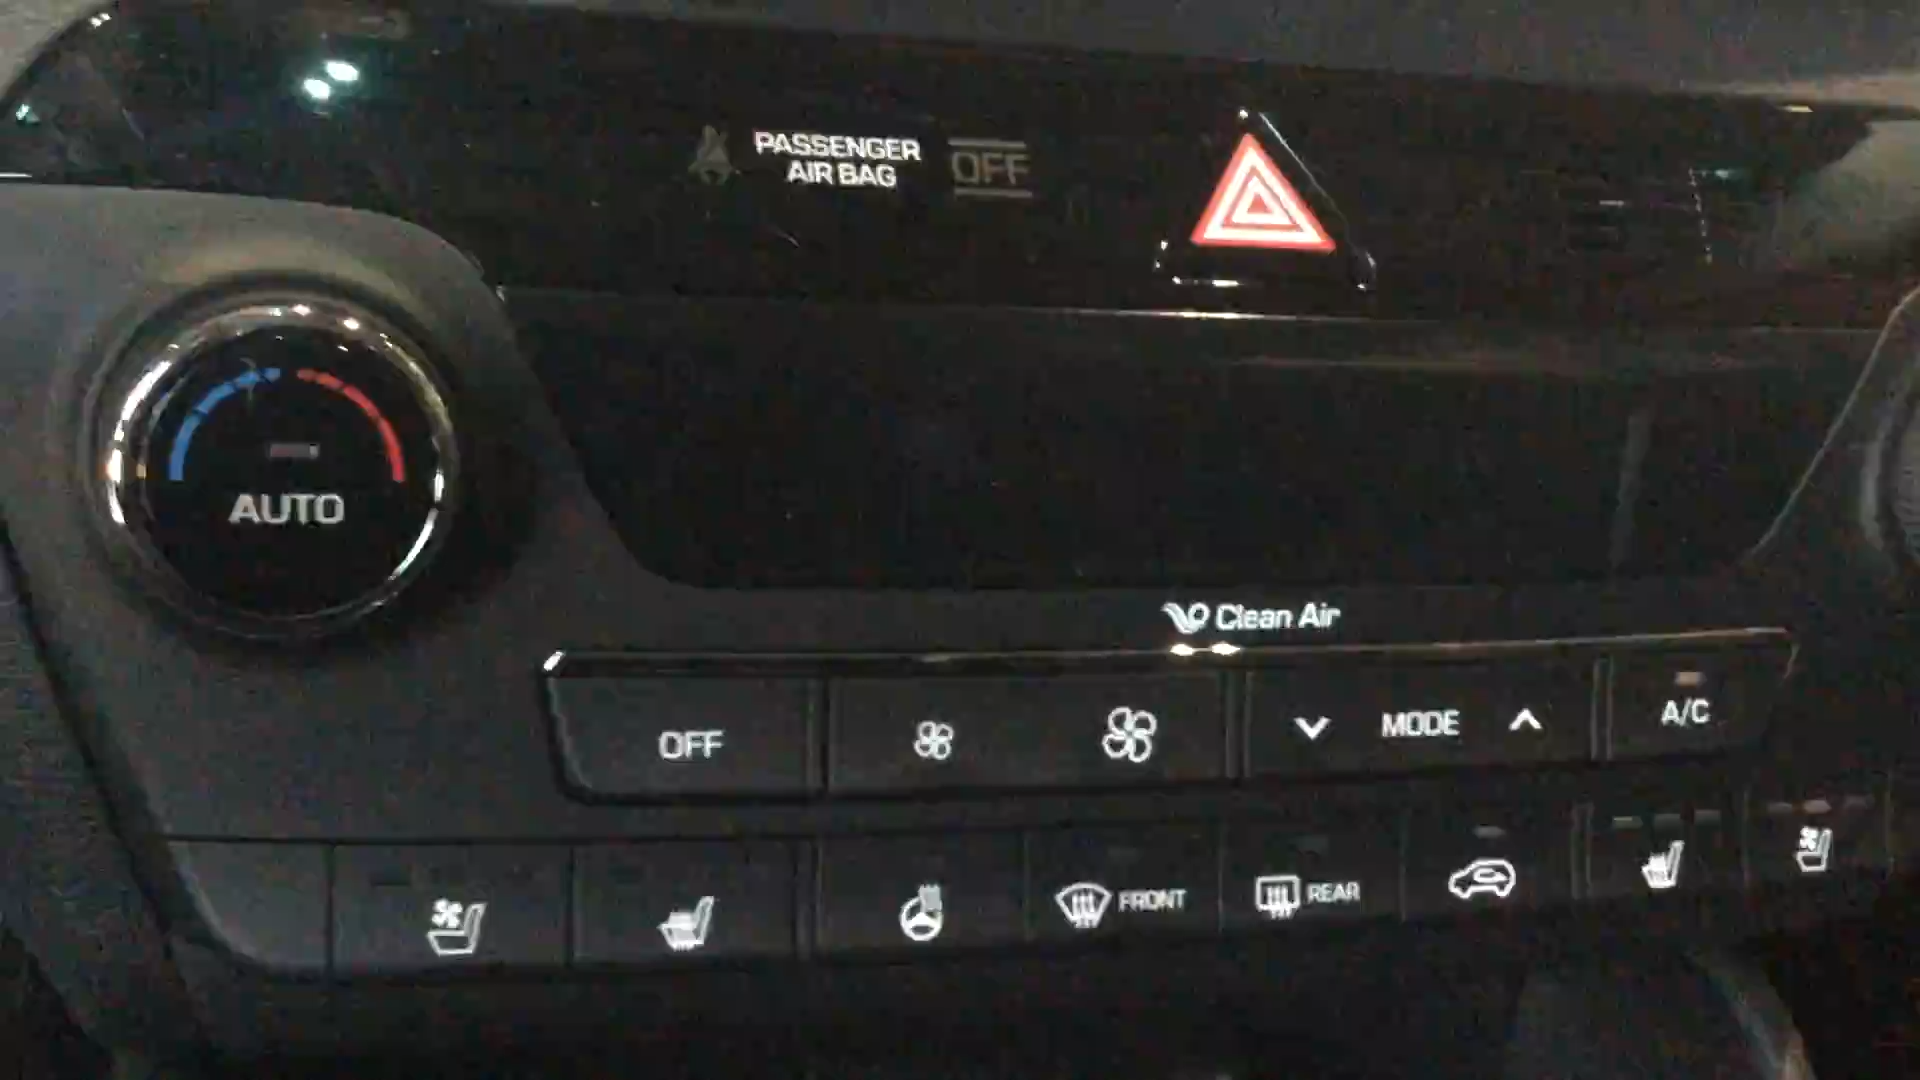 PASSENGER
AIR BAG
OFF
AUTO
Clean Air
OFF
MODE
A/C
FRONT
REAR